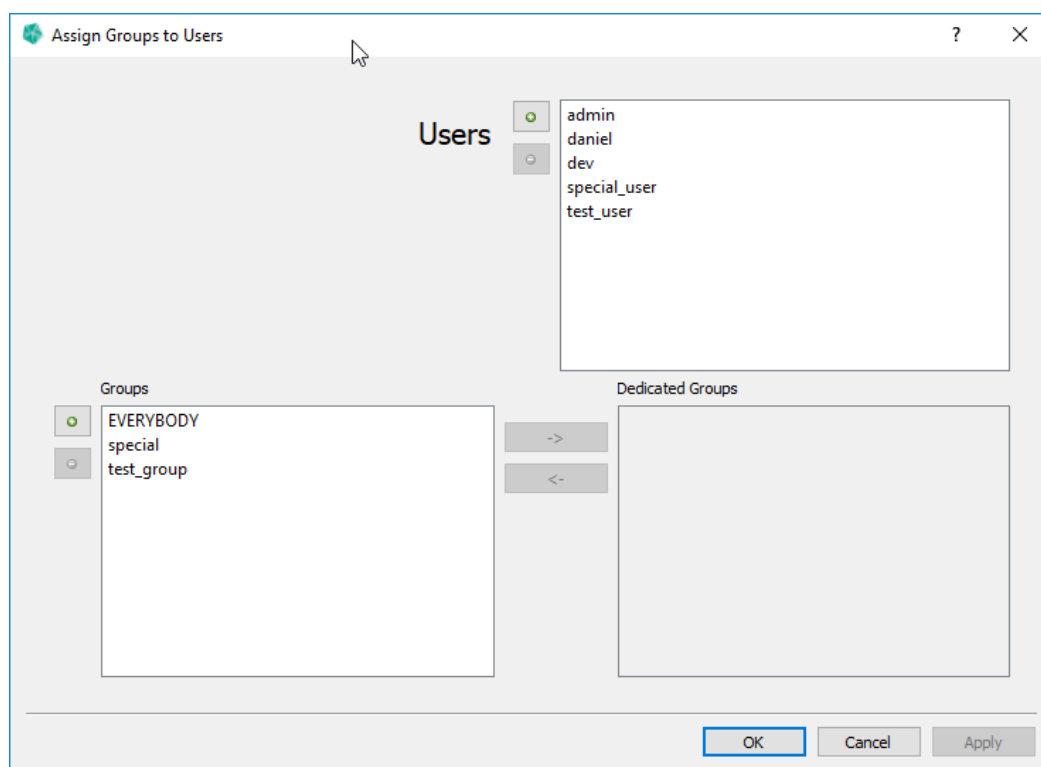 Assign Groups to Users
?
Users
admin
daniel
dev
special_user
test_user
Groups
EVERYBODY
special
test_group
->
<-
Dedicated Groups
OK
Cancel
Apply